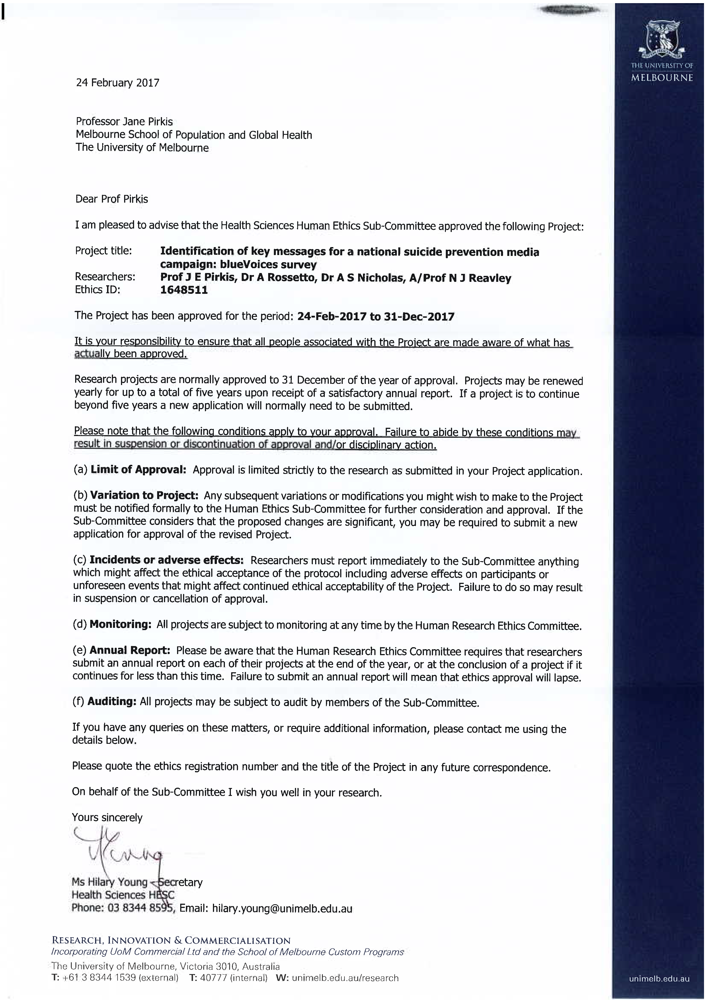 THE UNIVERSITY OF
MELBOURNE
24 February 2017
Professor Jane Pirkis
Melbourne School of Population and Global Health
The University of Melbourne
Dear Prof Pirkis
I am pleased to advise that the Health Sciences Human Ethics Sub-Committee approved the following Project:
Project title: Identification of key messages for a national suicide prevention media
campaign: blueVoices survey
Researchers: Prof J E Pirkis, Dr A Rossetto, Dr A S Nicholas, A/Prof N J Reavley
Ethics ID: 1648511
The Project has been approved for the period: 24-Feb-2017 to 31-Dec-2017
It is your responsibility to ensure that all people associated with the Project are made aware of what has
actually been approved.
Research projects are normally approved to 31 December of the year of approval. Projects may be renewed
yearly for up to a total of five years upon receipt of a satisfactory annual report. If a project is to continue
beyond five years a new application will normally need to be submitted.
Please note that the following conditions apply to your approval. Failure to abide by these conditions may
result in suspension or discontinuation of approval and/or disciplinary action.
(a) Limit of Approval: Approval is limited strictly to the research as submitted in your Project application.
(b) Variation to Project: Any subsequent variations or modifications you might wish to make to the Project
must be notified formally to the Human Ethics Sub-Committee for further consideration and approval. If the
Sub-Committee considers that the proposed changes are significant, you may be required to submit a new
application for approval of the revised Project.
(c) Incidents or adverse effects: Researchers must report immediately to the Sub-Committee anything
which might affect the ethical acceptance of the protocol including adverse effects on participants or
unforeseen events that might affect continued ethical acceptability of the Project. Failure to do so may result
in suspension or cancellation of approval.
(d) Monitoring: All projects are subject to monitoring at any time by the Human Research Ethics Committee.
(e) Annual Report: Please be aware that the Human Research Ethics Committee requires that researchers
submit an annual report on each of their projects at the end of the year, or at the conclusion of a project if it
continues for less than this time. Failure to submit an annual report will mean that ethics approval will lapse.
(f) Auditing: All projects may be subject to audit by members of the Sub-Committee.
If you have any queries on these matters, or require additional information, please contact me using the
details below.
Please quote the ethics registration number and the title of the Project in any future correspondence.
On behalf of the Sub-Committee I wish you well in your research.
Yours sincerely
Ms Hilary Young - Secretary
Health Sciences HESC
Phone: 03 8344 8595, Email: hilary.young@unimelb.edu.au
RESEARCH, INNOVATION & COMMERCIALISATION
Incorporating UoM Commercial Ltd and the School of Melbourne Custom Programs
The University of Melbourne, Victoria 3010, Australia
T: +61 3 8344 1539 (external) T: 40777 (internal) W: unimelb.edu.au/research
unimelb.edu.au